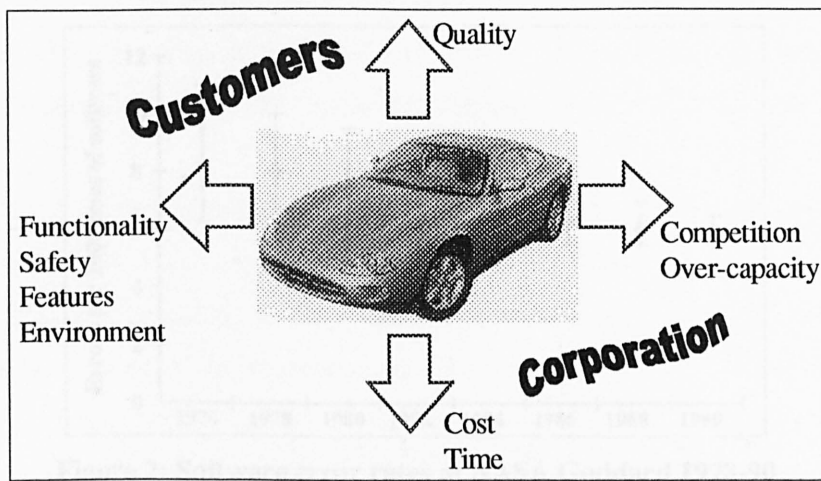 Quality
Customers
Functionality
Safety
Features
Environment
Competition
Over-capacity
Corporation
Cost
Time